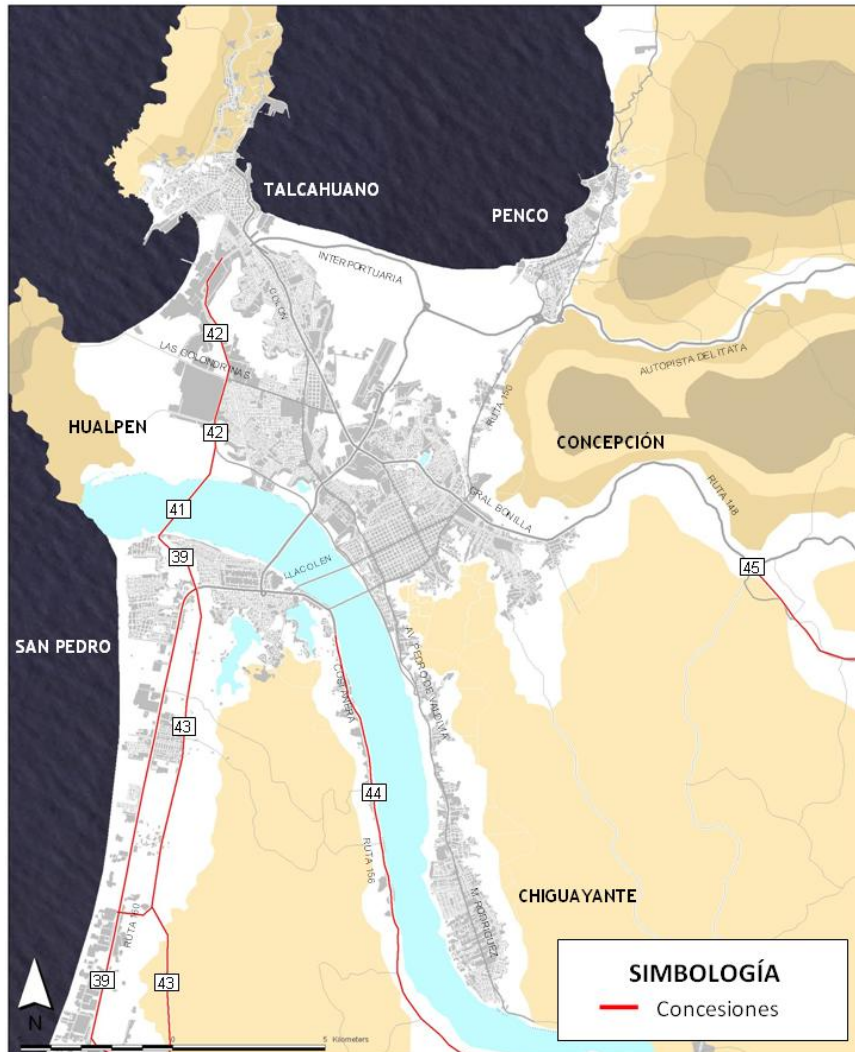 TALCAHUANO
PENCO
INTERPORTUARIA
COLON
42
LAS GOLONDRINAS
AUTOPISTA DEL ITATA
RUTA 150
HUALPEN
42
CONCEPCIÓN
GRAL BONILLA
RUTA 148
41
39
LLACOLEN
45
SAN PEDRO
COSTANERA
AV. PEDRO DE VALDIVIA
43
44
RUTA 156
CHIGUAYANTE
M. RODRIGUEZ
RUTA 160
39
43
N
0
5 Kilometers
SIMBOLOGÍA
Concesiones